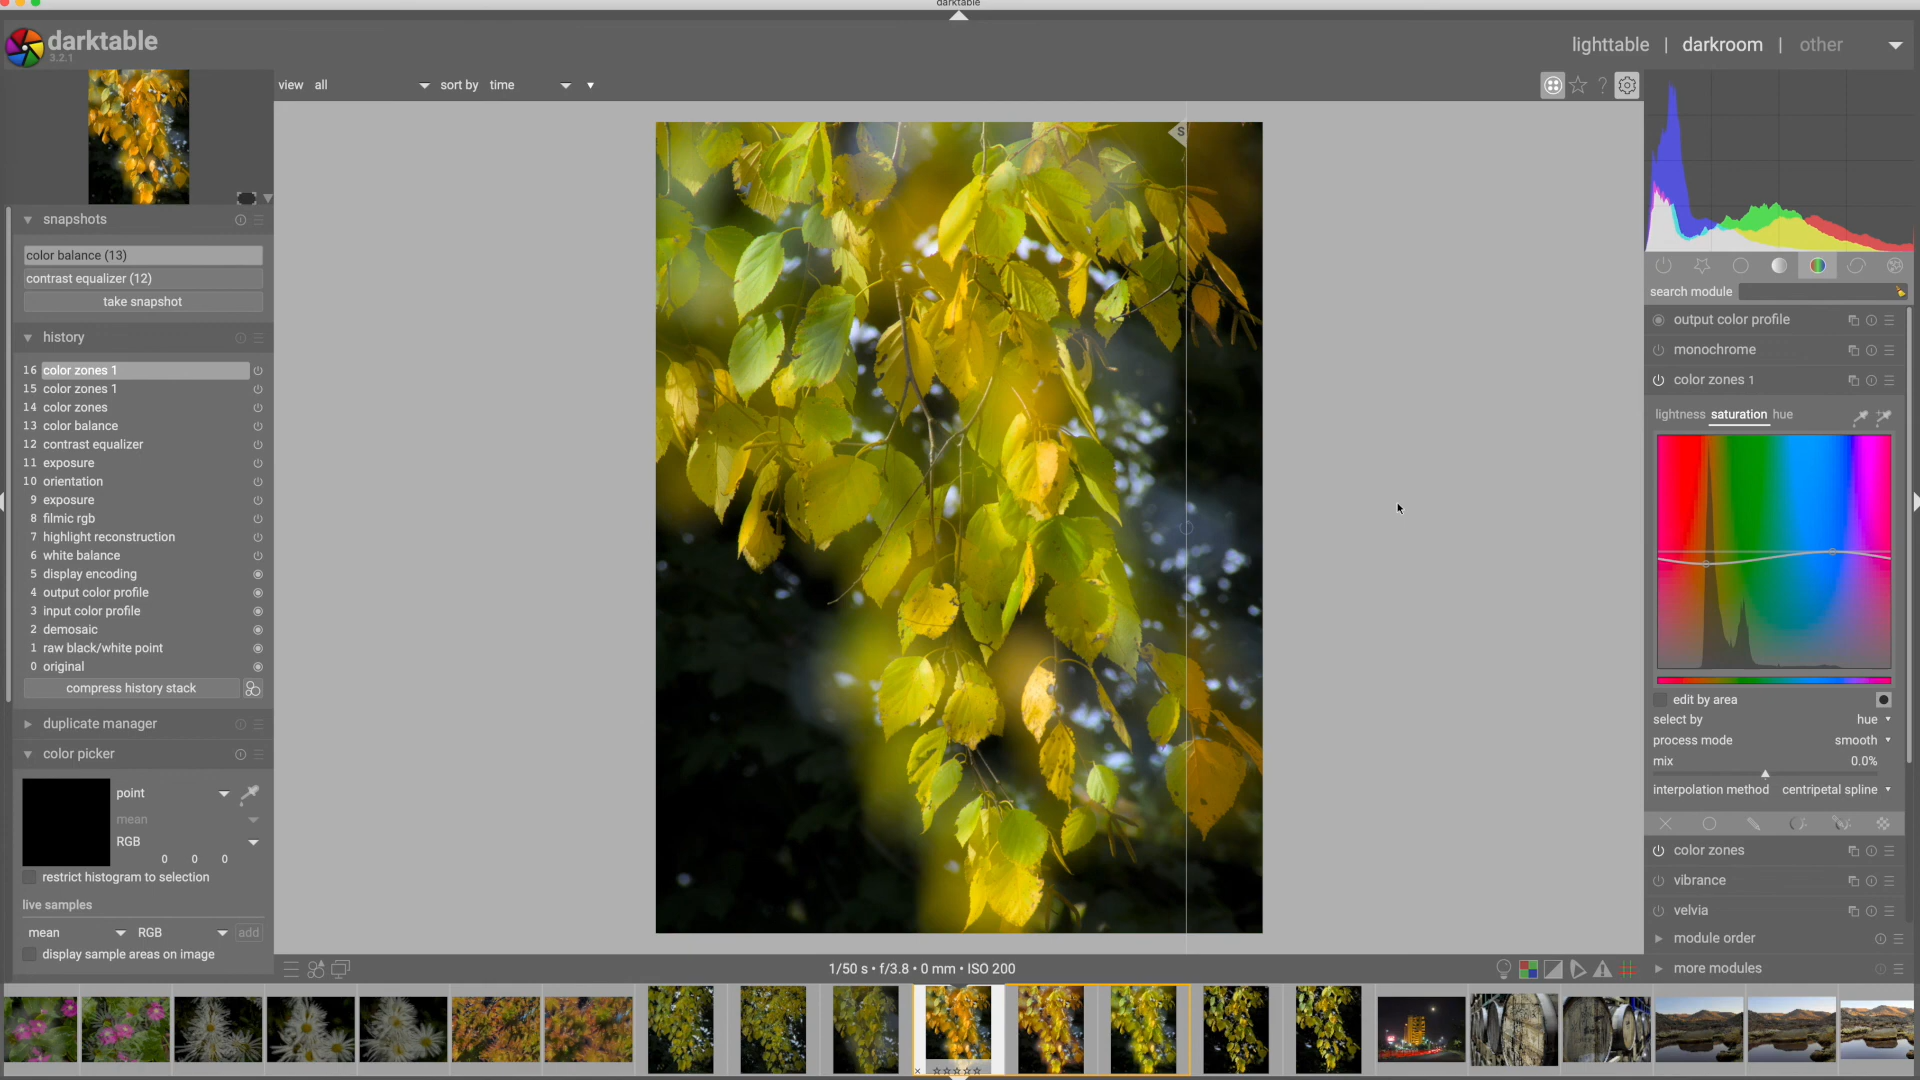 darktable
darktable
3.2.1
lighttable | darkroom | other
view all
sort by time
?
S
snapshots
color balance (13)
contrast equalizer (12)
take snapshot
history
16 color zones 1
15 color zones 1
14 color zones
13 color balance
12 contrast equalizer
11 exposure
10 orientation
9 exposure
8 filmic rgb
7 highlight reconstruction
6 white balance
5 display encoding
4 output color profile
3 input color profile
2 demosaic
1 raw black/white point
0 original
compress history stack
duplicate manager
color picker
point
mean
RGB
0 0 0
restrict histogram to selection
live samples
mean RGB add
display sample areas on image
1/50 s • f/3.8 • 0 mm • ISO 200
search module
output color profile
monochrome
color zones 1
lightness saturation hue
edit by area
select by hue
process mode smooth
mix 0.0%
interpolation method centripetal spline
color zones
vibrance
velvia
module order
more modules